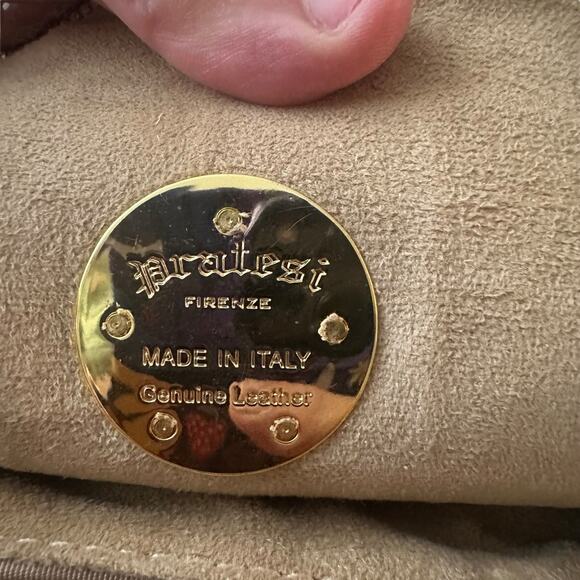 Pratesi
FIRENZE
MADE IN ITALY
Genuine Leather